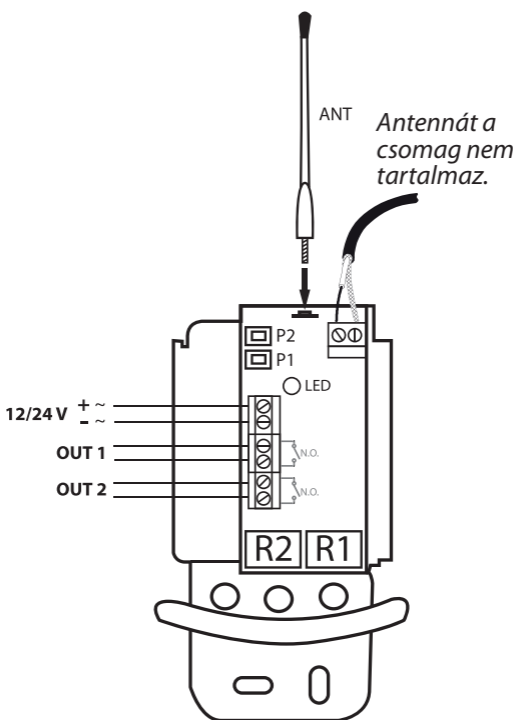 ANT
Antennát a
csomag nem
tartalmaz.
P2
P1
LED
12/24 V + ~
- ~
OUT 1
N.O.
OUT 2
N.O.
R2 R1